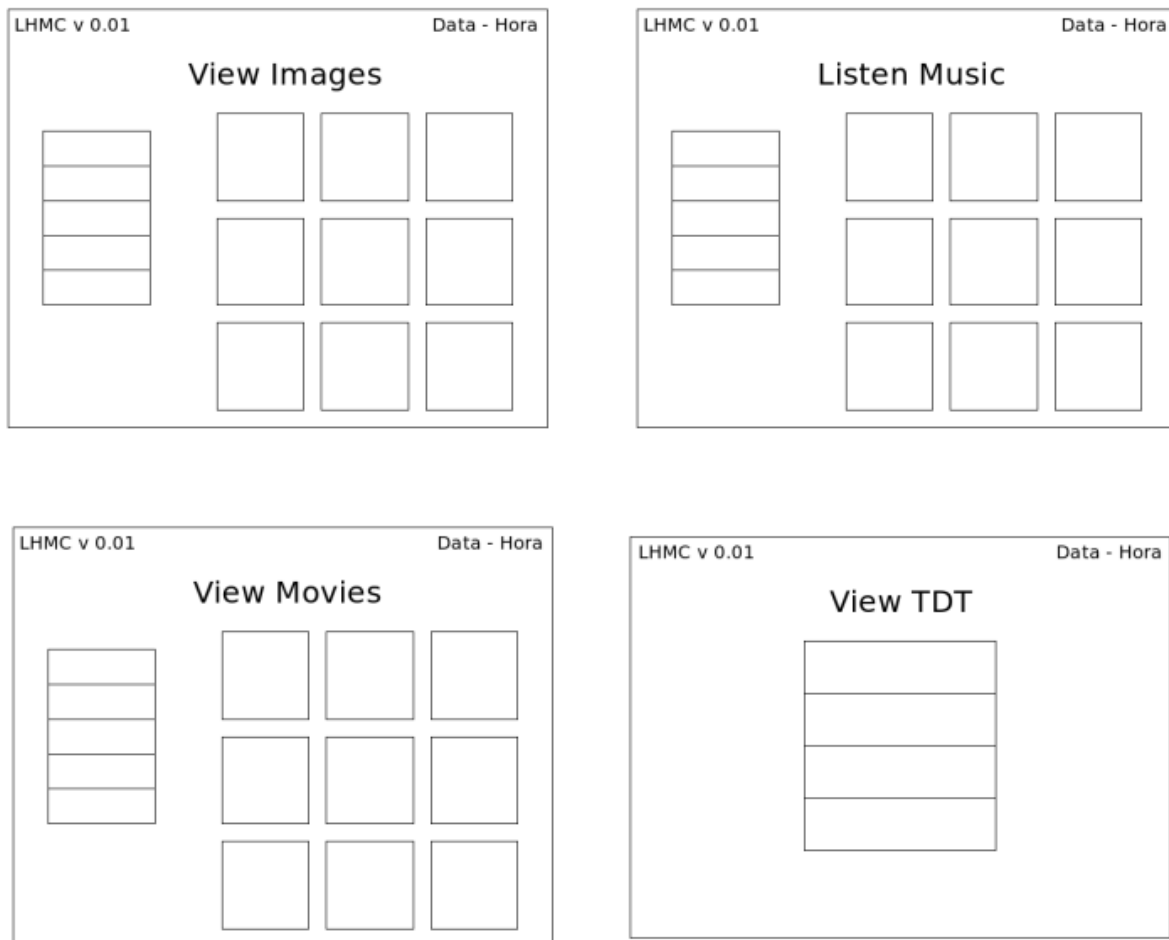 LHMC v 0.01 Data - Hora
View Images
LHMC v 0.01 Data - Hora
Listen Music
LHMC v 0.01 Data - Hora
View Movies
LHMC v 0.01 Data - Hora
View TDT